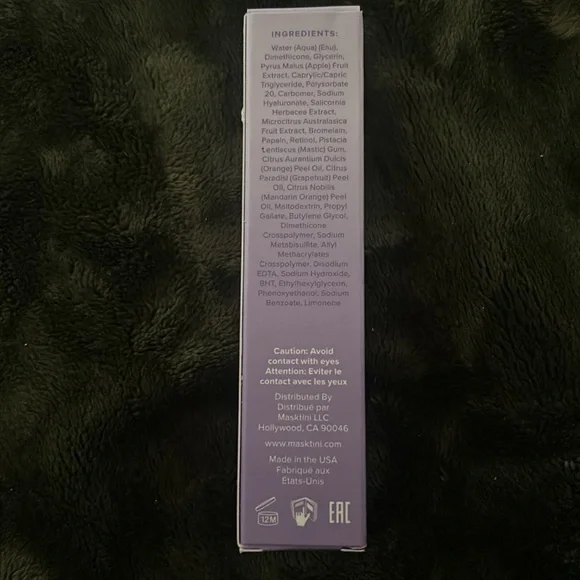 INGREDIENTS:
Water (Aqua) (Eau),
Dimethicone, Glycerin,
Pyrus Malus (Apple) Fruit
Extract, Caprylic/Capric
Triglyceride, Polysorbate
20, Carbomer, Sodium
Hyaluronate, Salicornia
Herbacea Extract,
Microcitrus Australasica
Fruit Extract, Bromelain,
Papain, Retinol, Pistacia
Lentiscus (Mastic) Gum,
Citrus Aurantium Dulcis
(Orange) Peel Oil, Citrus
Paradisi (Grapefruit) Peel
Oil, Citrus Nobilis
(Mandarin Orange) Peel
Oil, Maltodextrin, Propyl
Gallate, Butylene Glycol,
Dimethicone
Crosspolymer, Sodium
Metabisulfite, Allyl
Methacrylates
Crosspolymer, Disodium
EDTA, Sodium Hydroxide,
BHT, Ethylhexylglycerin,
Phenoxyethanol, Sodium
Benzoate, Limonene
Caution: Avoid
contact with eyes
Attention: Eviter le
contact avec les yeux
Distributed By
Distribué par
Masktini LLC
Hollywood, CA 90046
www.masktini.com
Made in the USA
Fabriqué aux
États-Unis
12M
EAC